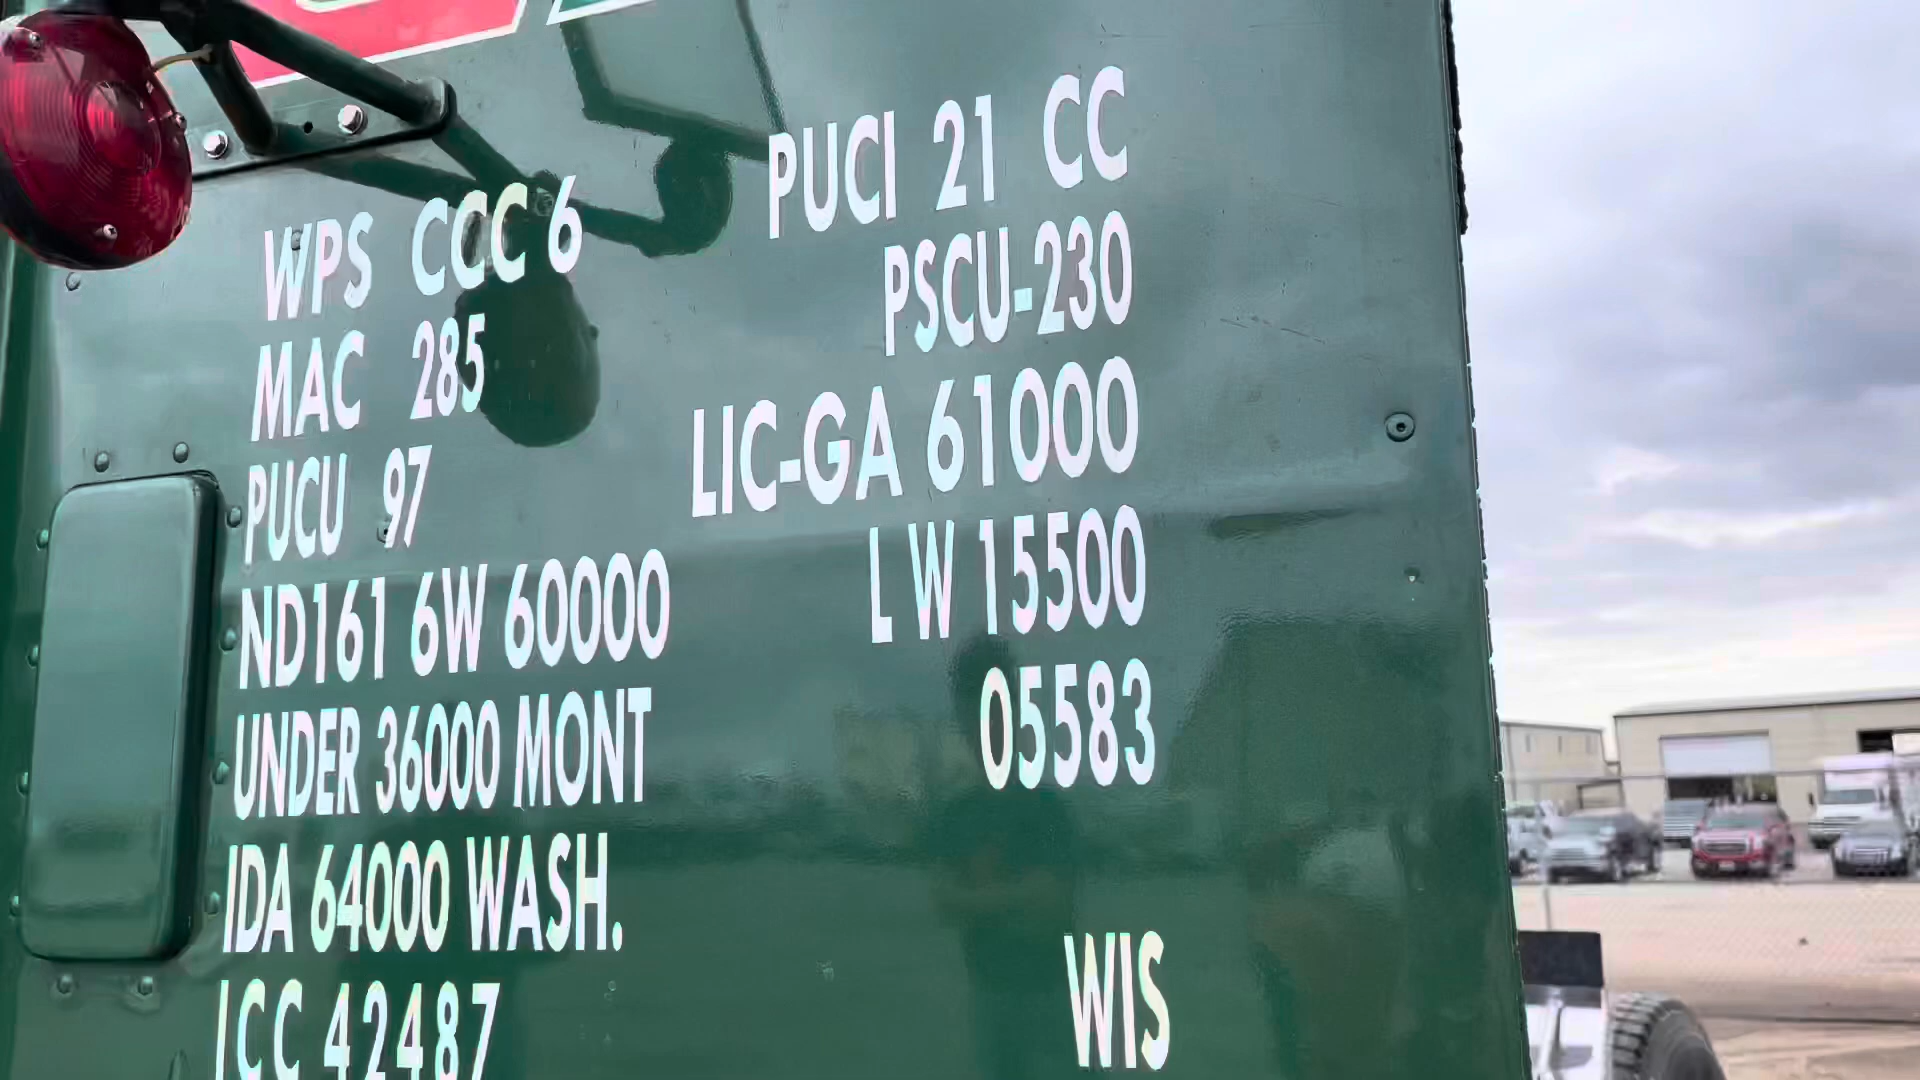 WPS CCC 6
MAC 285
PUCU 97
ND161 6W 60000
UNDER 36000 MONT
IDA 64000 WASH.
ICC 42487
PUCI 21 CC
PSCU-230
LIC-GA 61000
L W 15500
05583
WIS